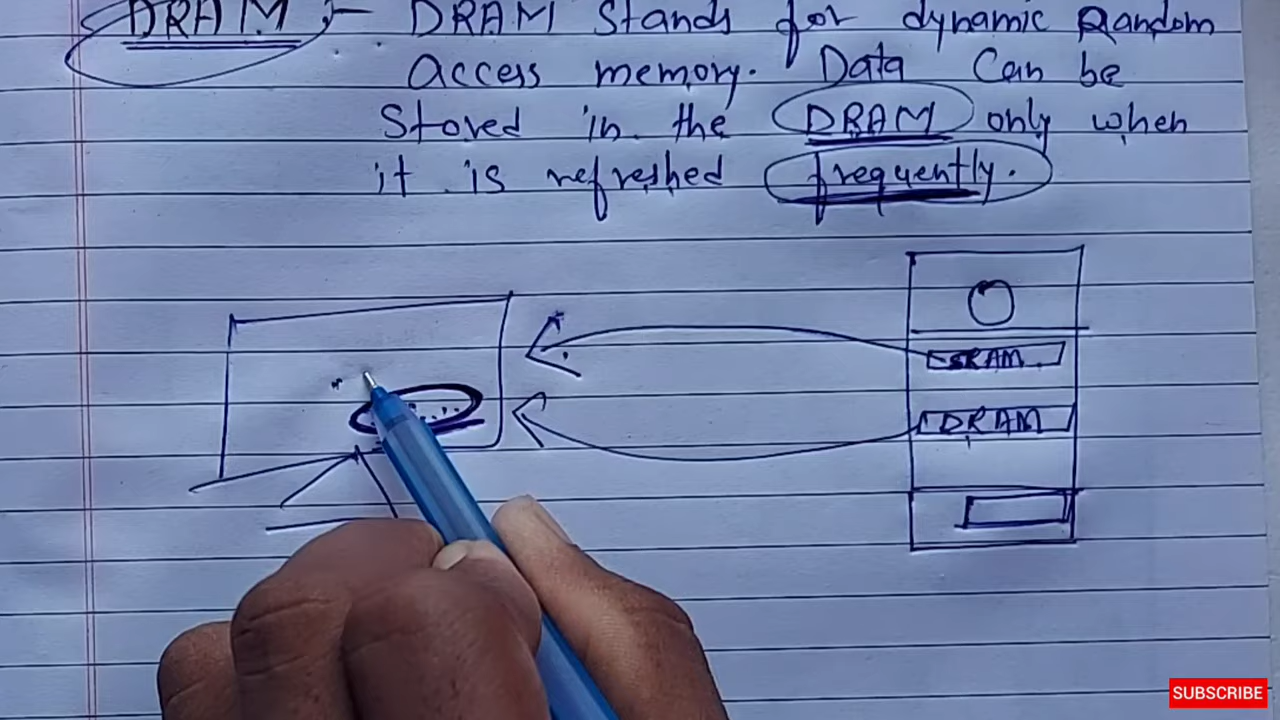 DRAM :- DRAM Stands for dynamic Random
Access memory. Data Can be
Stored in the DRAM only when
it is refreshed frequently.
SRAM
DRAM
SUBSCRIBE